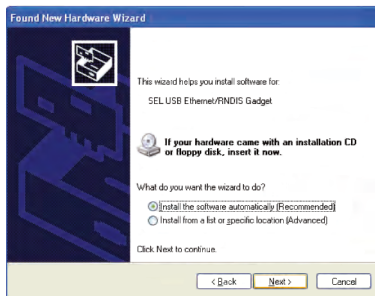 Found New Hardware Wizard
This wizard helps you install software for:
SEL USB Ethernet/RNDIS Gadget
If your hardware came with an installation CD
or floppy disk, insert it now.
What do you want the wizard to do?
Install the software automatically (Recommended)
Install from a list or specific location (Advanced)
Click Next to continue.
< Back Next > Cancel